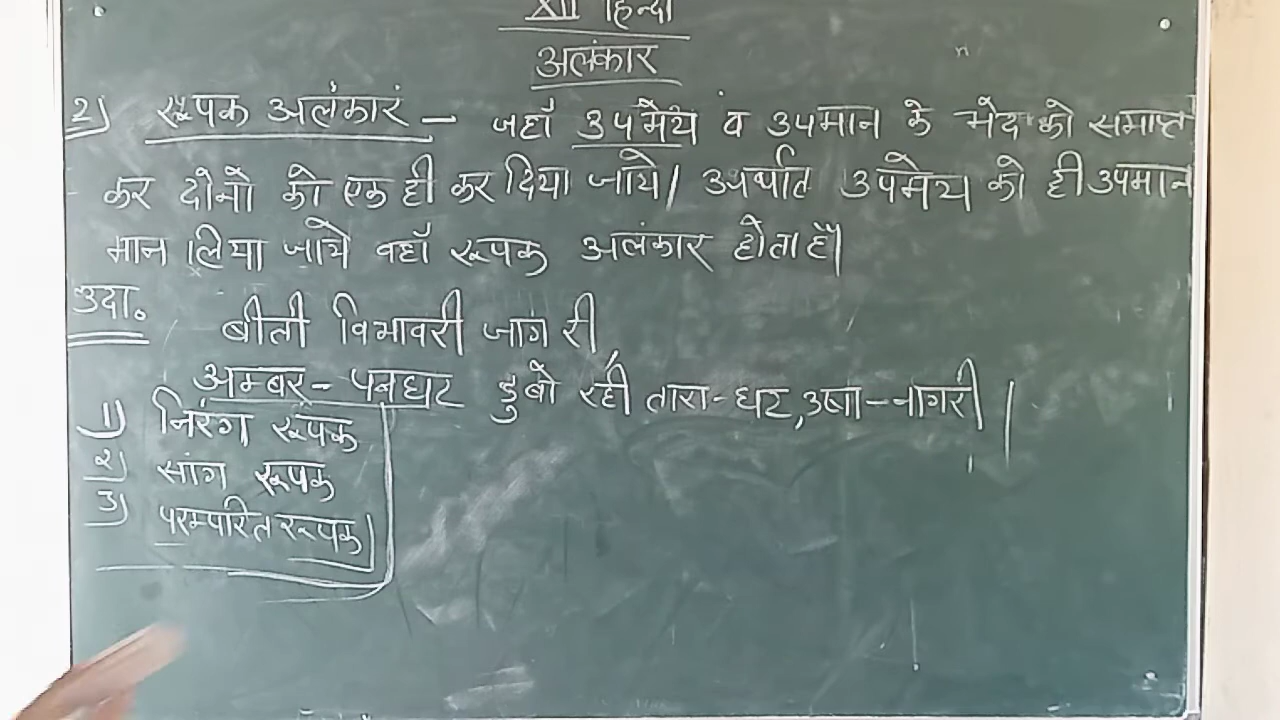 XII हिन्दी
अलंकार
2) रूपक अलंकार – जहाँ उपमेय व उपमान के भेद को समाप्त
कर दोनो को एक ही कर दिया जाये। अर्थात उपमेय को ही उपमान
मान लिया जाये वहाँ रूपक अलंकार होता है।
उदा. बीती विभावरी जाग री,
अम्बर - पनघट डुबो रही तारा-घट, उषा-नागरी।
1) निरंग रूपक
2) सांग रूपक
3) परम्परित रूपक